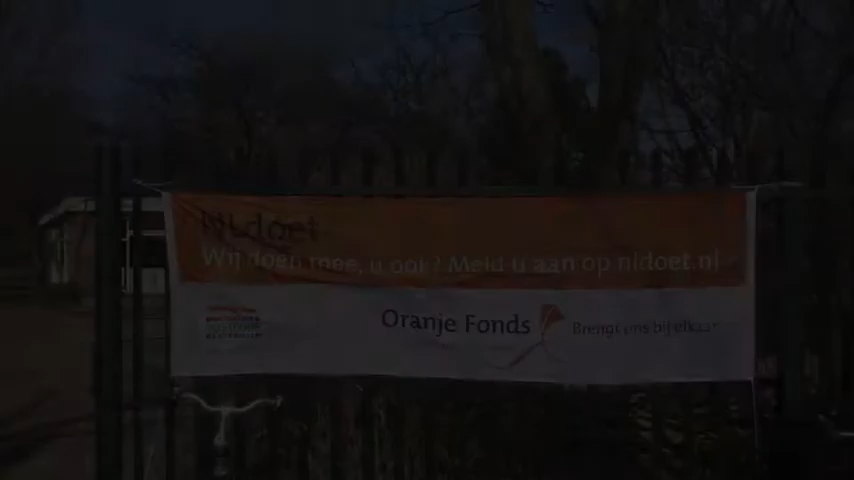 NLdoet
Wij doen mee, u ook? Meld u aan op nldoet.nl
Oranje Fonds
Brengt ons bij elkaar